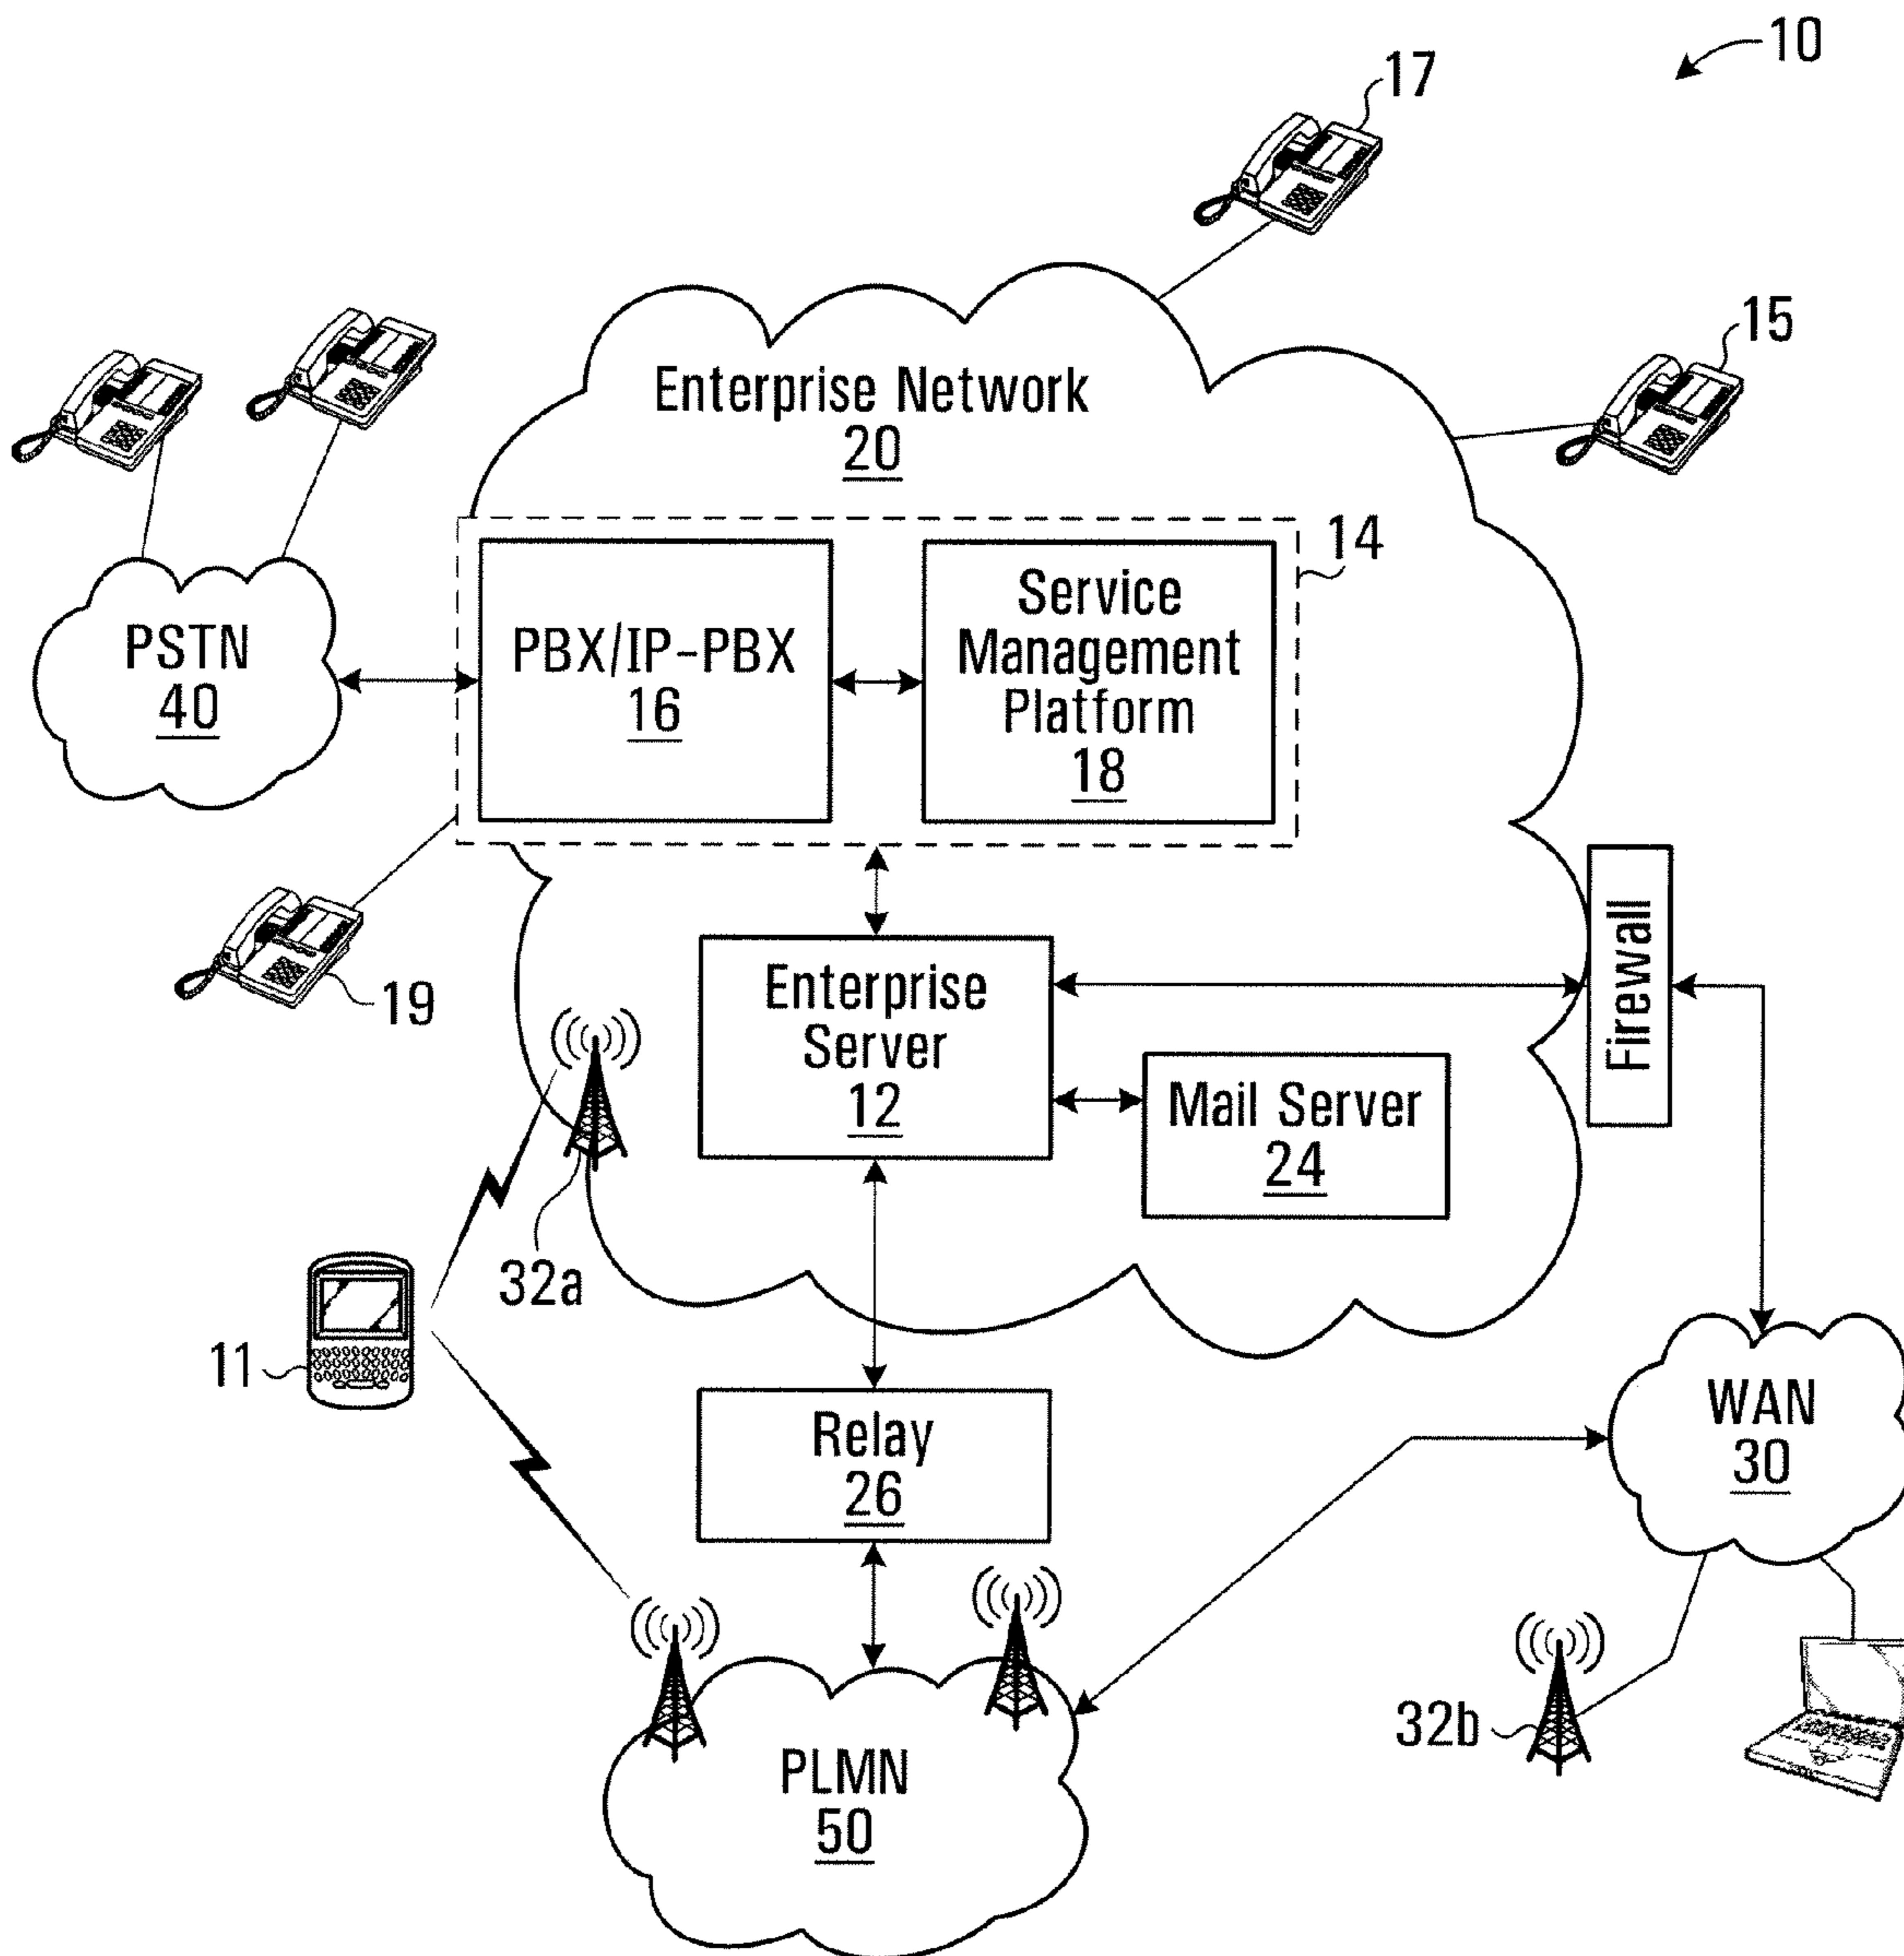 10
17
15
Enterprise Network
20
14
PSTN
40
PBX/IP-PBX
16
Service
Management
Platform
18
19
Enterprise
Server
12
Firewall
Mail Server
24
32a
11
Relay
26
WAN
30
32b
PLMN
50